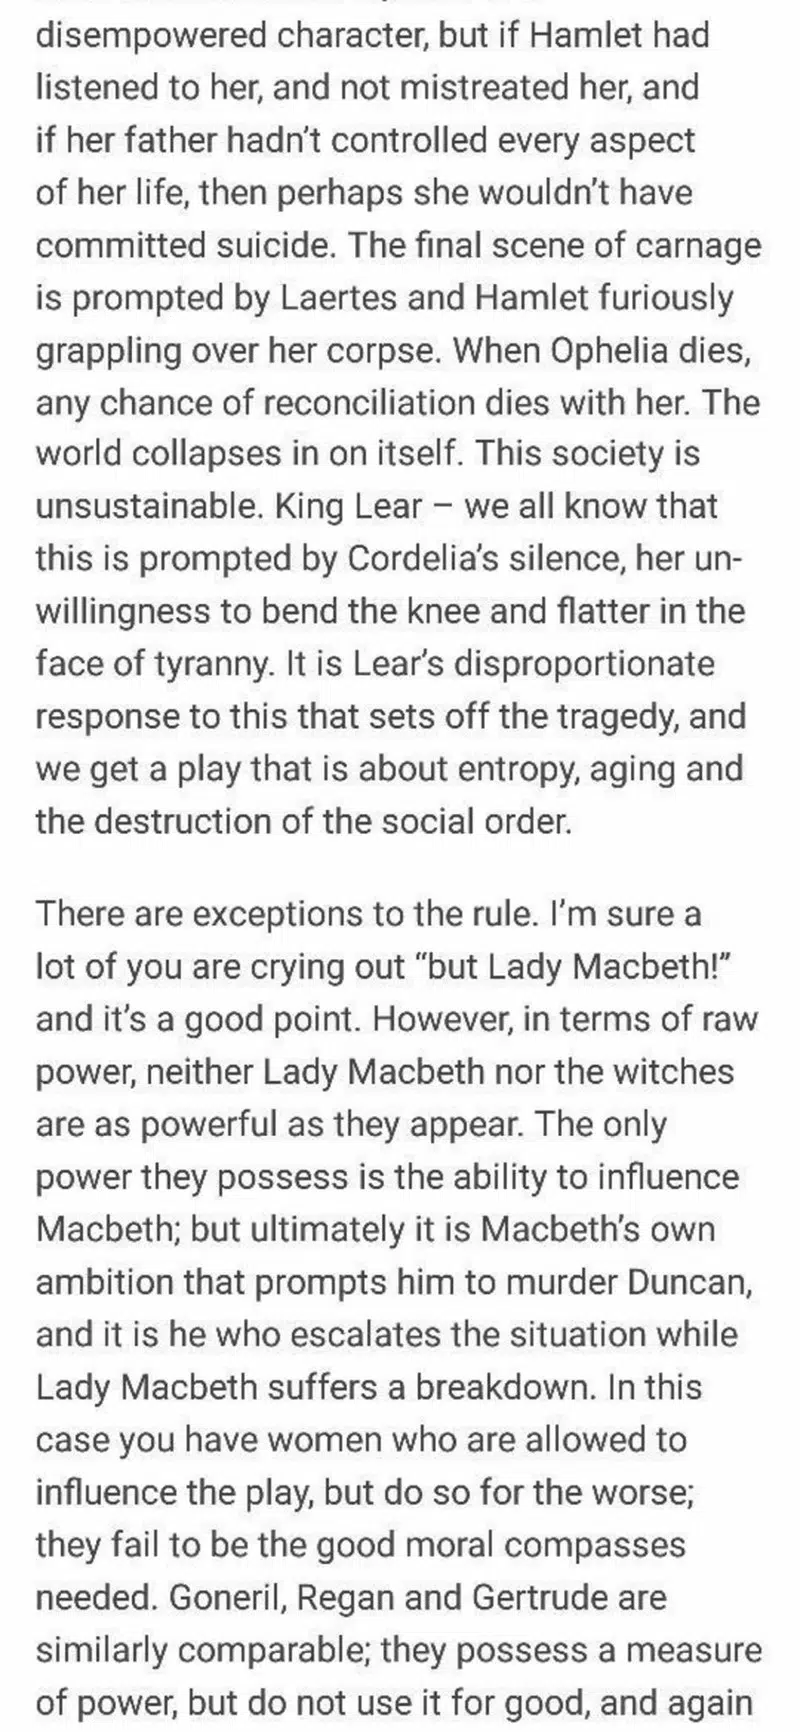 disempowered character, but if Hamlet had
listened to her, and not mistreated her, and
if her father hadn't controlled every aspect
of her life, then perhaps she wouldn't have
committed suicide. The final scene of carnage
is prompted by Laertes and Hamlet furiously
grappling over her corpse. When Ophelia dies,
any chance of reconciliation dies with her. The
world collapses in on itself. This society is
unsustainable. King Lear – we all know that
this is prompted by Cordelia's silence, her un-
willingness to bend the knee and flatter in the
face of tyranny. It is Lear's disproportionate
response to this that sets off the tragedy, and
we get a play that is about entropy, aging and
the destruction of the social order.
There are exceptions to the rule. I'm sure a
lot of you are crying out "but Lady Macbeth!"
and it's a good point. However, in terms of raw
power, neither Lady Macbeth nor the witches
are as powerful as they appear. The only
power they possess is the ability to influence
Macbeth; but ultimately it is Macbeth's own
ambition that prompts him to murder Duncan,
and it is he who escalates the situation while
Lady Macbeth suffers a breakdown. In this
case you have women who are allowed to
influence the play, but do so for the worse;
they fail to be the good moral compasses
needed. Goneril, Regan and Gertrude are
similarly comparable; they possess a measure
of power, but do not use it for good, and again